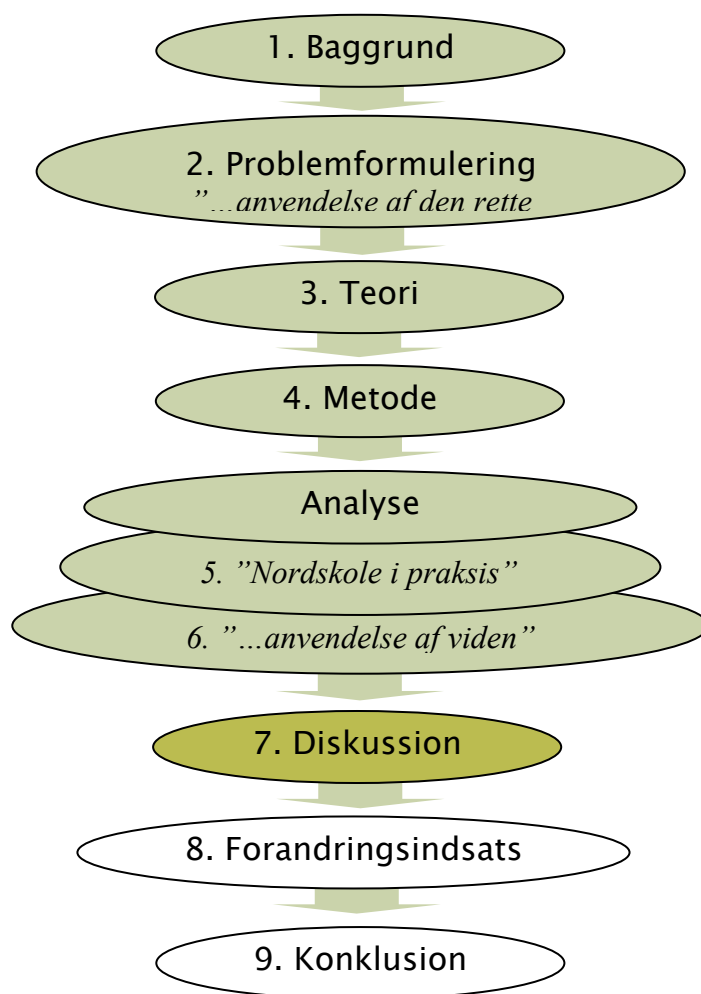 1. Baggrund
2. Problemformulering
”…anvendelse af den rette
3. Teori
4. Metode
Analyse
5. ”Nordskole i praksis”
6. ”…anvendelse af viden”
7. Diskussion
8. Forandringsindsats
9. Konklusion